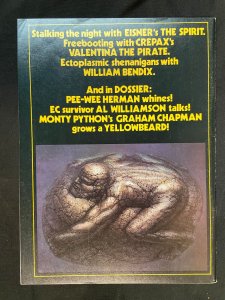 Stalking the night with EISNER's THE SPIRIT.
Freebooting with CREPAX's
VALENTINA THE PIRATE.
Ectoplasmic shenanigans with
WILLIAM BENDIX.
And in DOSSIER:
PEE-WEE HERMAN whines!
EC survivor AL WILLIAMSON talks!
MONTY PYTHON's GRAHAM CHAPMAN
grows a YELLOWBEARD!